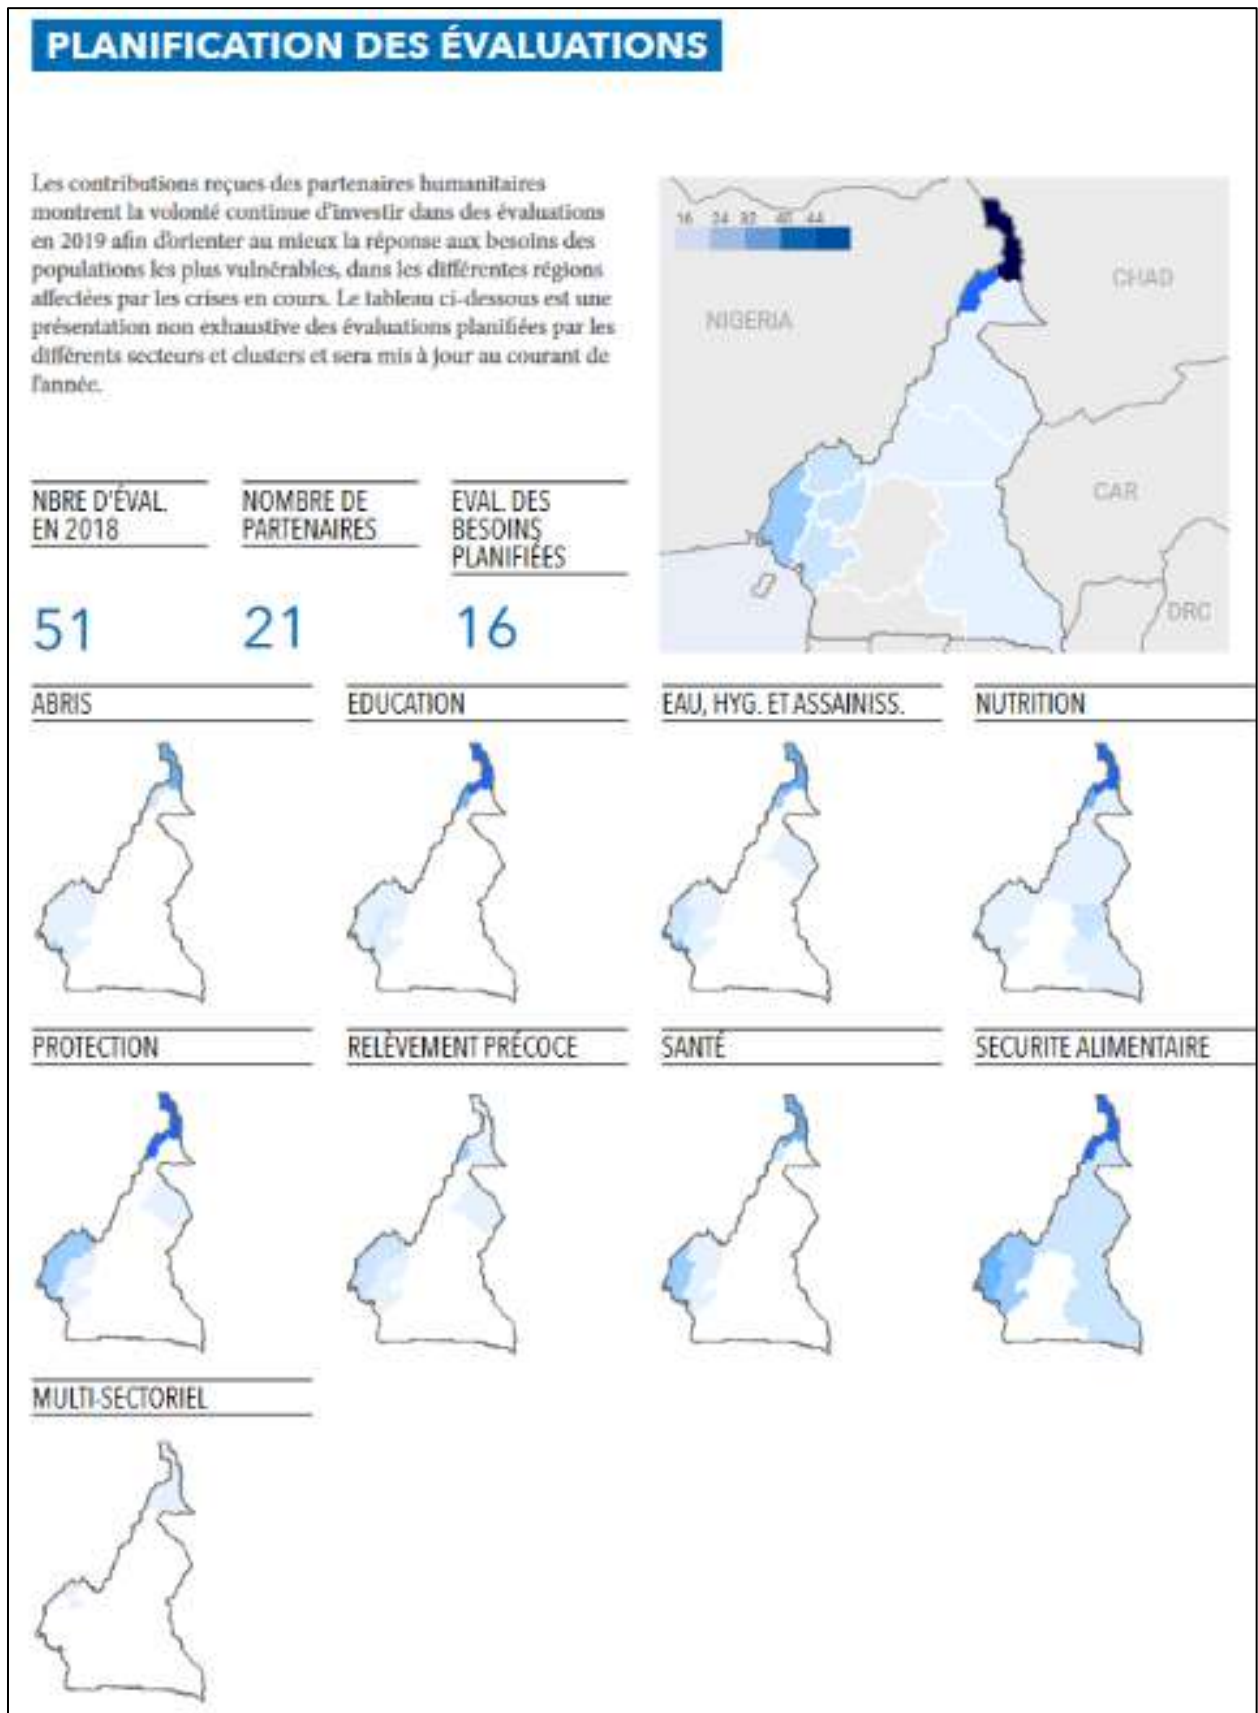 PLANIFICATION DES ÉVALUATIONS
Les contributions reçues des partenaires humanitaires
montrent la volonté continue d'investir dans des évaluations
en 2019 afin d'orienter au mieux la réponse aux besoins des
populations les plus vulnérables, dans les différentes régions
affectées par les crises en cours. Le tableau ci-dessous est une
présentation non exhaustive des évaluations planifiées par les
différents secteurs et clusters et sera mis à jour au courant de
l'année.
16 24 32 40 44
NIGERIA
CHAD
CAR
DRC
NBRE D'ÉVAL.
EN 2018
51
NOMBRE DE
PARTENAIRES
21
EVAL. DES
BESOINS
PLANIFIÉES
16
ABRIS
EDUCATION
EAU, HYG. ET ASSAINISS.
NUTRITION
PROTECTION
RELÈVEMENT PRÉCOCE
SANTÉ
SECURITE ALIMENTAIRE
MULTI-SECTORIEL